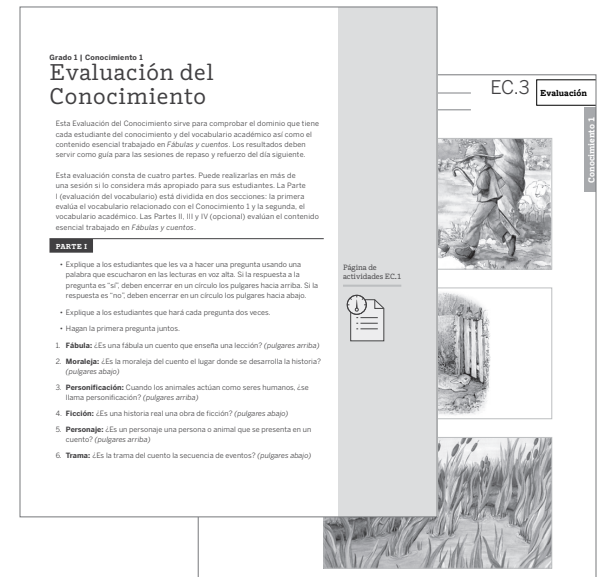 Grado 1 | Conocimiento 1
Evaluación del
Conocimiento
Esta Evaluación del Conocimiento sirve para comprobar el dominio que tiene
cada estudiante del conocimiento y del vocabulario académico así como el
contenido esencial trabajado en Fábulas y cuentos. Los resultados deben
servir como guía para las sesiones de repaso y refuerzo del día siguiente.
Esta evaluación consta de cuatro partes. Puede realizarlas en más de
una sesión si lo considera más apropiado para sus estudiantes. La Parte
I (evaluación del vocabulario) está dividida en dos secciones: la primera
evalúa el vocabulario relacionado con el Conocimiento 1 y la segunda, el
vocabulario académico. Las Partes II, III y IV (opcional) evalúan el contenido
esencial trabajado en Fábulas y cuentos.
PARTE I
• Explique a los estudiantes que les va a hacer una pregunta usando una
palabra que escucharon en las lecturas en voz alta. Si la respuesta a la
pregunta es "sí", deben encerrar en un círculo los pulgares hacia arriba. Si la
respuesta es "no", deben encerrar en un círculo los pulgares hacia abajo.
• Explique a los estudiantes que hará cada pregunta dos veces.
• Hagan la primera pregunta juntos.
1. Fábula: ¿Es una fábula un cuento que enseña una lección? (pulgares arriba)
2. Moraleja: ¿Es la moraleja del cuento el lugar donde se desarrolla la historia?
(pulgares abajo)
3. Personificación: Cuando los animales actúan como seres humanos, ¿se
llama personificación? (pulgares arriba)
4. Ficción: ¿Es una historia real una obra de ficción? (pulgares abajo)
5. Personaje: ¿Es un personaje una persona o animal que se presenta en un
cuento? (pulgares arriba)
6. Trama: ¿Es la trama del cuento la secuencia de eventos? (pulgares abajo)
Página de
actividades EC.1
EC.3
Evaluación
Conocimiento 1